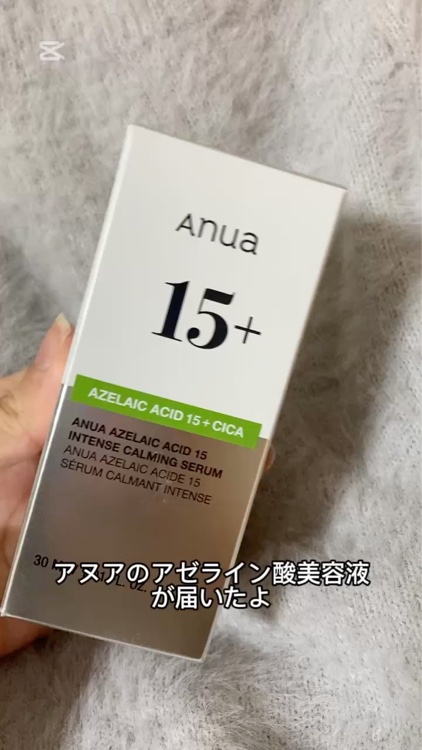 Anua
15+
AZELAIC ACID 15+CICA
ANUA AZELAIC ACID 15
INTENSE CALMING SERUM
ANUA AZELAIC ACIDE 15
SÉRUM CALMANT INTENSE
30
OZ.
アヌアのアゼライン酸美容液
が届いたよ